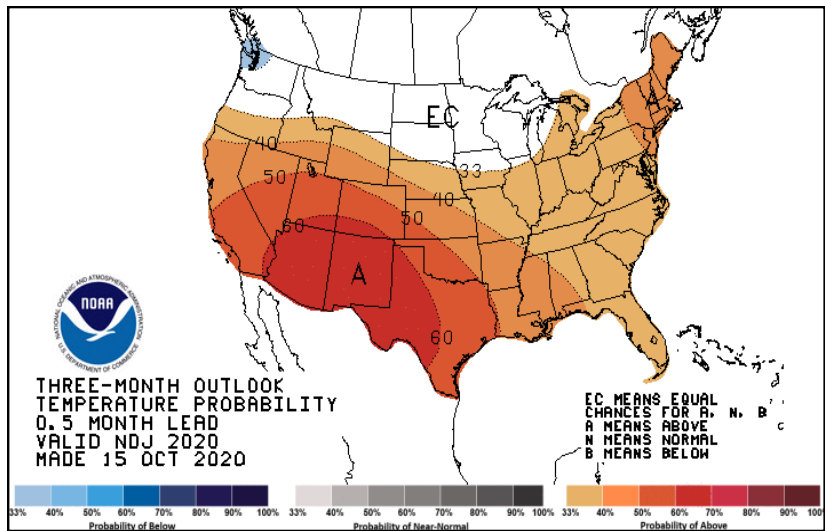 EC
40
33
50
40
50
60
A
60
NATIONAL OCEANIC AND ATMOSPHERIC ADMINISTRATION
NOAA
U.S. DEPARTMENT OF COMMERCE
THREE-MONTH OUTLOOK
TEMPERATURE PROBABILITY
0.5 MONTH LEAD
VALID NDJ 2020
MADE 15 OCT 2020
EC MEANS EQUAL
CHANCES FOR A, N, B
A MEANS ABOVE
N MEANS NORMAL
B MEANS BELOW
33% 40% 50% 60% 70% 80% 90% 100%
Probability of Below
33% 40% 50% 60% 70% 80% 90% 100%
Probability of Near-Normal
33% 40% 50% 60% 70% 80% 90% 100%
Probability of Above